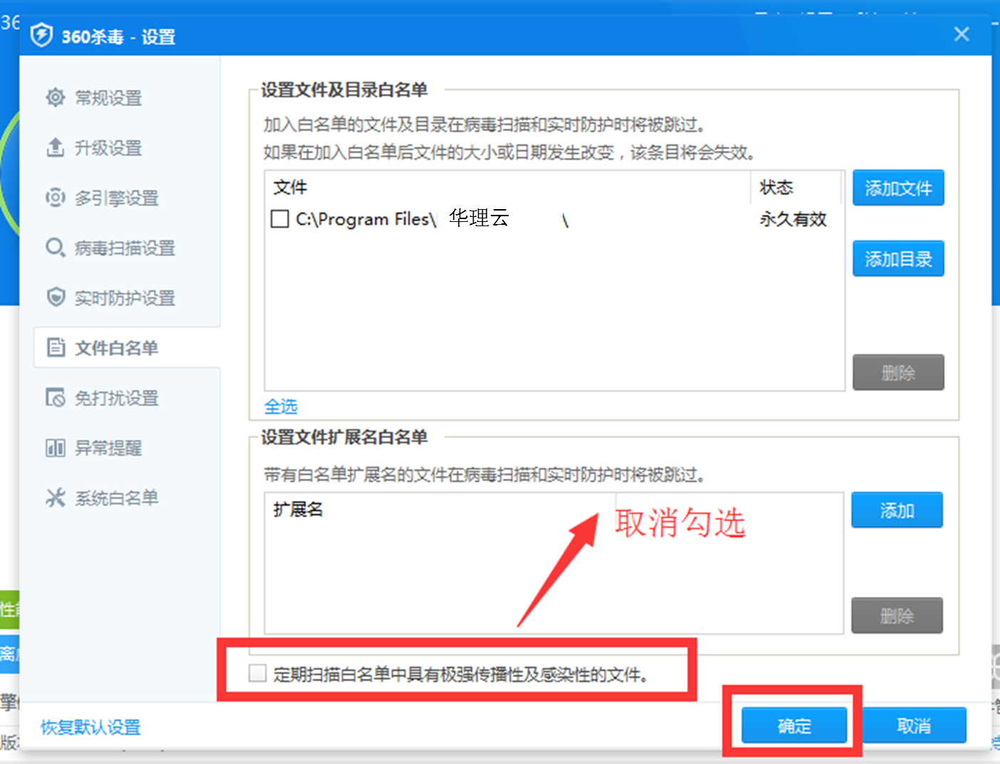 360杀毒 - 设置
常规设置
升级设置
多引擎设置
病毒扫描设置
实时防护设置
文件白名单
免打扰设置
异常提醒
系统白名单
设置文件及目录白名单
加入白名单的文件及目录在病毒扫描和实时防护时将被跳过。
如果在加入白名单后文件的大小或日期发生改变，该条目将会失效。
文件 状态
C:\Program Files\ 华理云 \ 永久有效
添加文件
添加目录
删除
全选
设置文件扩展名白名单
带有白名单扩展名的文件在病毒扫描和实时防护时将被跳过。
扩展名
取消勾选
添加
删除
定期扫描白名单中具有极强传播性及感染性的文件。
恢复默认设置
确定
取消